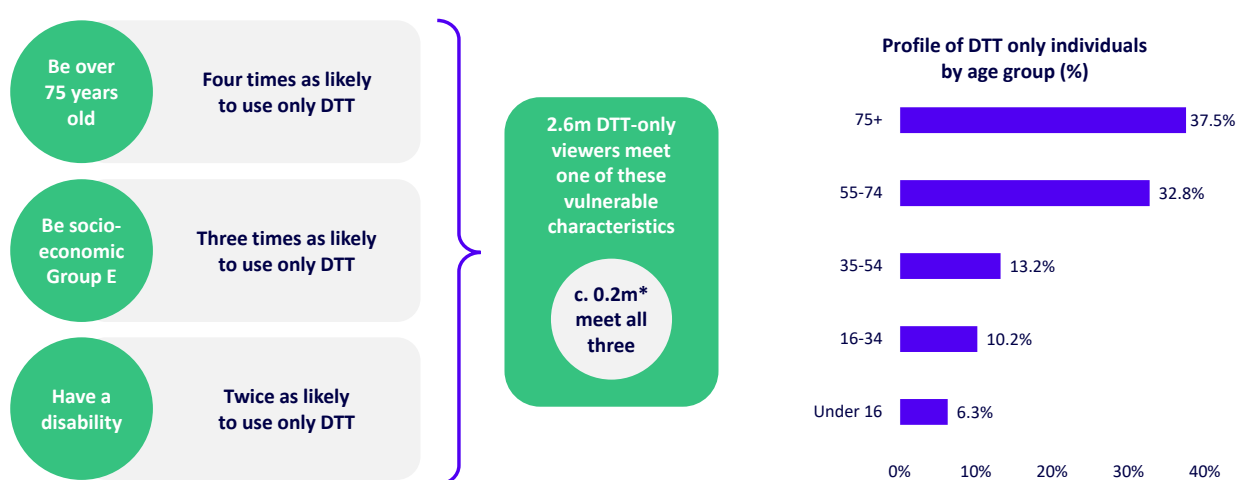 Be over
75 years
old
Four times as likely
to use only DTT
Be socio-
economic
Group E
Three times as likely
to use only DTT
Have a
disability
Twice as likely
to use only DTT
2.6m DTT-only
viewers meet
one of these
vulnerable
characteristics
c. 0.2m*
meet all
three
Profile of DTT only individuals
by age group (%)
75+
37.5%
55-74
32.8%
35-54
13.2%
16-34
10.2%
Under 16
6.3%
0% 10% 20% 30% 40%